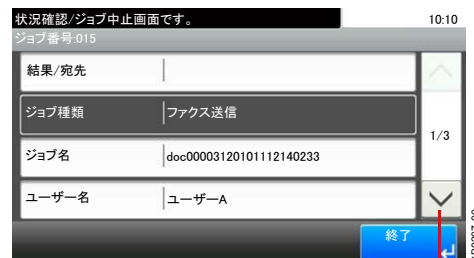 状況確認/ジョブ中止画面です。 10:10
ジョブ番号:015
結果/宛先
ジョブ種類 ファクス送信
1/3
ジョブ名 doc00003120101112140233
ユーザー名 ユーザーA
終了